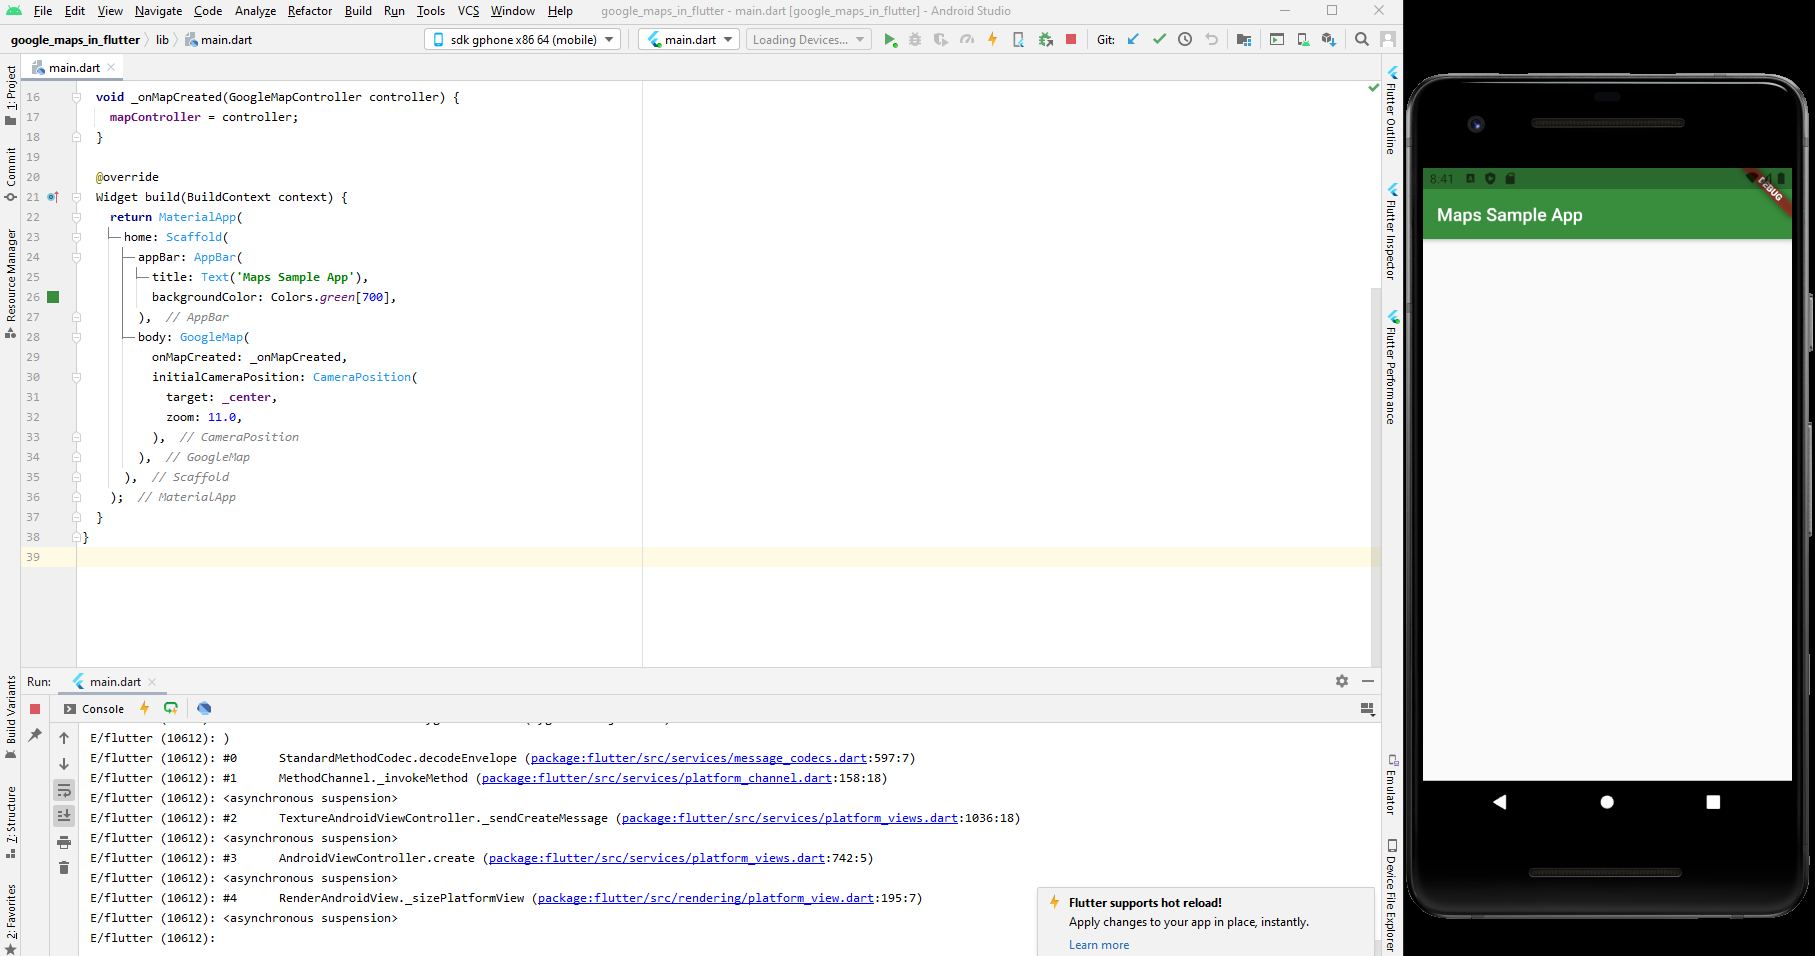 File Edit View Navigate Code Analyze Refactor Build Run Tools VCS Window Help google_maps_in_flutter - main.dart [google_maps_in_flutter] - Android Studio
google_maps_in_flutter lib main.dart sdk gphone x86 64 (mobile) main.dart Loading Devices... Git:
main.dart
16 void _onMapCreated(GoogleMapController controller) {
17 mapController = controller;
18 }
19
20 @override
21 Widget build(BuildContext context) {
22 return MaterialApp(
23 home: Scaffold(
24 appBar: AppBar(
25 title: Text('Maps Sample App'),
26 backgroundColor: Colors.green[700],
27 ), // AppBar
28 body: GoogleMap(
29 onMapCreated: _onMapCreated,
30 initialCameraPosition: CameraPosition(
31 target: _center,
32 zoom: 11.0,
33 ), // CameraPosition
34 ), // GoogleMap
35 ), // Scaffold
36 ); // MaterialApp
37 }
38 }
39
1: Project
Commit
Resource Manager
Build Variants
7: Structure
2: Favorites
Flutter Outline
Flutter Inspector
Flutter Performance
Emulator
Device File Explorer
Run: main.dart
Console
E/flutter (10612): )
E/flutter (10612): #0 StandardMethodCodec.decodeEnvelope (package:flutter/src/services/message_codecs.dart:597:7)
E/flutter (10612): #1 MethodChannel._invokeMethod (package:flutter/src/services/platform_channel.dart:158:18)
E/flutter (10612): <asynchronous suspension>
E/flutter (10612): #2 TextureAndroidViewController._sendCreateMessage (package:flutter/src/services/platform_views.dart:1036:18)
E/flutter (10612): <asynchronous suspension>
E/flutter (10612): #3 AndroidViewController.create (package:flutter/src/services/platform_views.dart:742:5)
E/flutter (10612): <asynchronous suspension>
E/flutter (10612): #4 RenderAndroidView._sizePlatformView (package:flutter/src/rendering/platform_view.dart:195:7)
E/flutter (10612): <asynchronous suspension>
E/flutter (10612):
Flutter supports hot reload!
Apply changes to your app in place, instantly.
Learn more
8:41
DEBUG
Maps Sample App